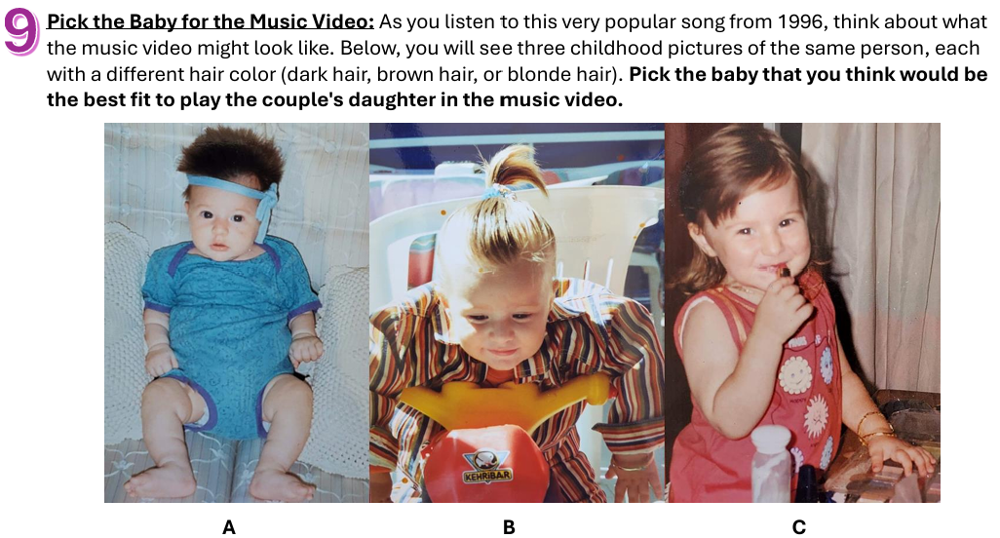 9 Pick the Baby for the Music Video: As you listen to this very popular song from 1996, think about what
the music video might look like. Below, you will see three childhood pictures of the same person, each
with a different hair color (dark hair, brown hair, or blonde hair). Pick the baby that you think would be
the best fit to play the couple's daughter in the music video.
KEHRİBAR
A B C